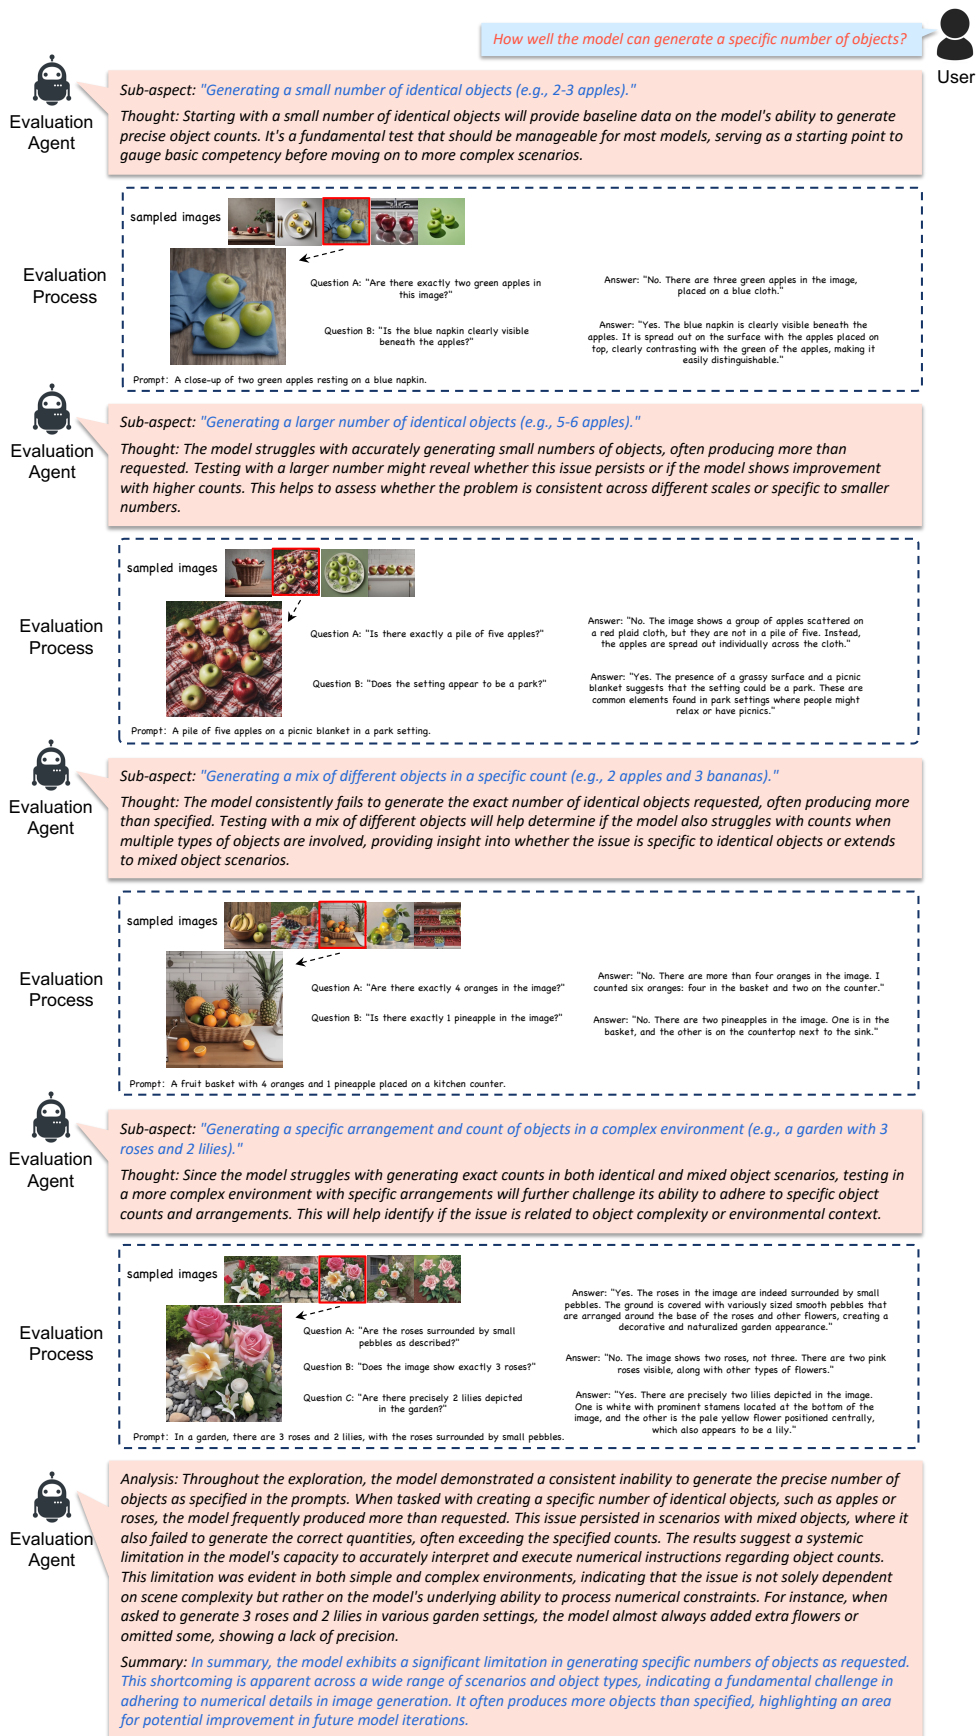 How well the model can generate a specific number of objects?
User
Evaluation
Agent
Sub-aspect: "Generating a small number of identical objects (e.g., 2-3 apples)."
Thought: Starting with a small number of identical objects will provide baseline data on the model's ability to generate
precise object counts. It's a fundamental test that should be manageable for most models, serving as a starting point to
gauge basic competency before moving on to more complex scenarios.
Evaluation
Process
sampled images
Question A: "Are there exactly two green apples in
this image?"
Answer: "No. There are three green apples in the image,
placed on a blue cloth."
Question B: "Is the blue napkin clearly visible
beneath the apples?"
Answer: "Yes. The blue napkin is clearly visible beneath the
apples. It is spread out on the surface with the apples placed on
top, clearly contrasting with the green of the apples, making it
easily distinguishable."
Prompt: A close-up of two green apples resting on a blue napkin.
Evaluation
Agent
Sub-aspect: "Generating a larger number of identical objects (e.g., 5-6 apples)."
Thought: The model struggles with accurately generating small numbers of objects, often producing more than
requested. Testing with a larger number might reveal whether this issue persists or if the model shows improvement
with higher counts. This helps to assess whether the problem is consistent across different scales or specific to smaller
numbers.
Evaluation
Process
sampled images
Question A: "Is there exactly a pile of five apples?"
Answer: "No. The image shows a group of apples scattered on
a red plaid cloth, but they are not in a pile of five. Instead,
the apples are spread out individually across the cloth."
Question B: "Does the setting appear to be a park?"
Answer: "Yes. The presence of a grassy surface and a picnic
blanket suggests that the setting could be a park. These are
common elements found in park settings where people might
relax or have picnics."
Prompt: A pile of five apples on a picnic blanket in a park setting.
Evaluation
Agent
Sub-aspect: "Generating a mix of different objects in a specific count (e.g., 2 apples and 3 bananas)."
Thought: The model consistently fails to generate the exact number of identical objects requested, often producing more
than specified. Testing with a mix of different objects will help determine if the model also struggles with counts when
multiple types of objects are involved, providing insight into whether the issue is specific to identical objects or extends
to mixed object scenarios.
Evaluation
Process
sampled images
Question A: "Are there exactly 4 oranges in the image?"
Answer: "No. There are more than four oranges in the image. I
counted six oranges: four in the basket and two on the counter."
Question B: "Is there exactly 1 pineapple in the image?"
Answer: "No. There are two pineapples in the image. One is in the
basket, and the other is on the countertop next to the sink."
Prompt: A fruit basket with 4 oranges and 1 pineapple placed on a kitchen counter.
Evaluation
Agent
Sub-aspect: "Generating a specific arrangement and count of objects in a complex environment (e.g., a garden with 3
roses and 2 lilies)."
Thought: Since the model struggles with generating exact counts in both identical and mixed object scenarios, testing in
a more complex environment with specific arrangements will further challenge its ability to adhere to specific object
counts and arrangements. This will help identify if the issue is related to object complexity or environmental context.
Evaluation
Process
sampled images
Question A: "Are the roses surrounded by small
pebbles as described?"
Answer: "Yes. The roses in the image are indeed surrounded by small
pebbles. The ground is covered with variously sized smooth pebbles that
are arranged around the base of the roses and other flowers, creating a
decorative and naturalized garden appearance."
Question B: "Does the image show exactly 3 roses?"
Answer: "No. The image shows two roses, not three. There are two pink
roses visible, along with other types of flowers."
Question C: "Are there precisely 2 lilies depicted
in the garden?"
Answer: "Yes. There are precisely two lilies depicted in the image.
One is white with prominent stamens located at the bottom of the
image, and the other is the pale yellow flower positioned centrally,
which also appears to be a lily."
Prompt: In a garden, there are 3 roses and 2 lilies, with the roses surrounded by small pebbles.
Evaluation
Agent
Analysis: Throughout the exploration, the model demonstrated a consistent inability to generate the precise number of
objects as specified in the prompts. When tasked with creating a specific number of identical objects, such as apples or
roses, the model frequently produced more than requested. This issue persisted in scenarios with mixed objects, where it
also failed to generate the correct quantities, often exceeding the specified counts. The results suggest a systemic
limitation in the model's capacity to accurately interpret and execute numerical instructions regarding object counts.
This limitation was evident in both simple and complex environments, indicating that the issue is not solely dependent
on scene complexity but rather on the model's underlying ability to process numerical constraints. For instance, when
asked to generate 3 roses and 2 lilies in various garden settings, the model almost always added extra flowers or
omitted some, showing a lack of precision.
Summary: In summary, the model exhibits a significant limitation in generating specific numbers of objects as requested.
This shortcoming is apparent across a wide range of scenarios and object types, indicating a fundamental challenge in
adhering to numerical details in image generation. It often produces more objects than specified, highlighting an area
for potential improvement in future model iterations.